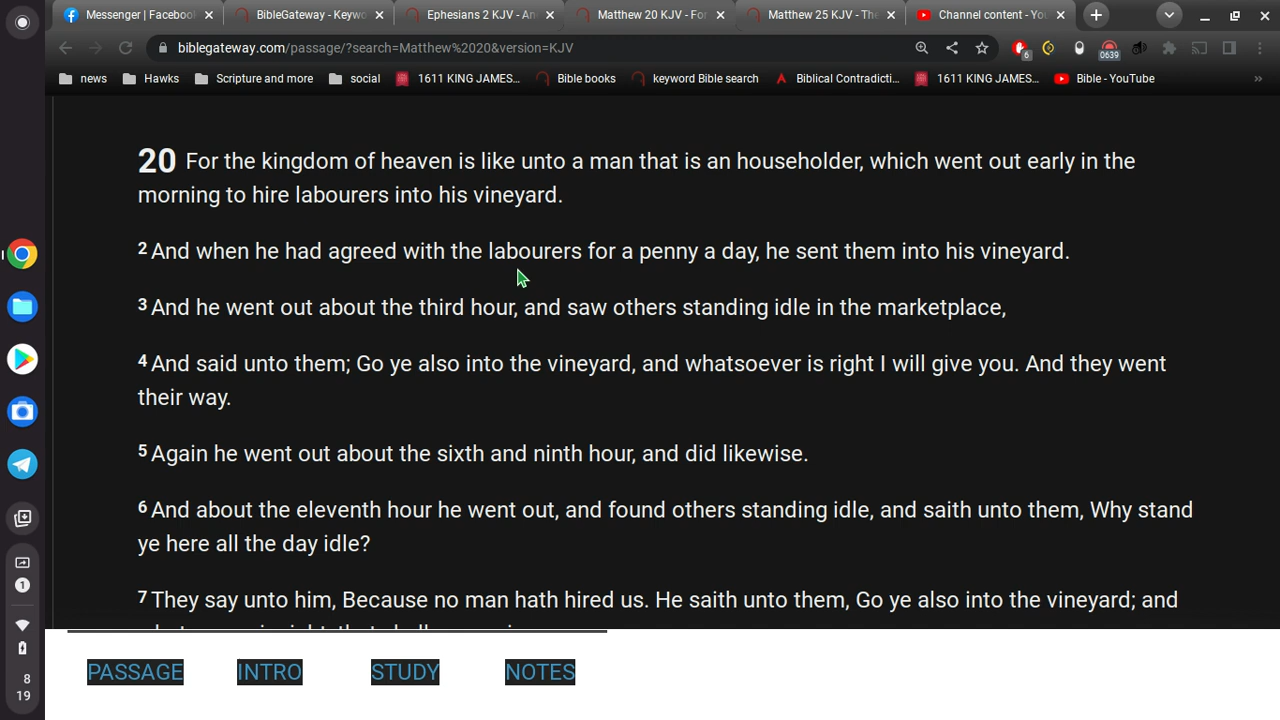 Messenger | Facebool
BibleGateway - Keywo
Ephesians 2 KJV - An
Matthew 20 KJV - For
Matthew 25 KJV - The
Channel content - You
biblegateway.com/passage/?search=Matthew%2020&version=KJV
6
0639
news
Hawks
Scripture and more
social
1611 KING JAMES...
Bible books
keyword Bible search
Biblical Contradicti...
1611 KING JAMES...
Bible - YouTube
»
20 For the kingdom of heaven is like unto a man that is an householder, which went out early in the
morning to hire labourers into his vineyard.
2 And when he had agreed with the labourers for a penny a day, he sent them into his vineyard.
3 And he went out about the third hour, and saw others standing idle in the marketplace,
4 And said unto them; Go ye also into the vineyard, and whatsoever is right I will give you. And they went
their way.
5 Again he went out about the sixth and ninth hour, and did likewise.
6 And about the eleventh hour he went out, and found others standing idle, and saith unto them, Why stand
ye here all the day idle?
7 They say unto him, Because no man hath hired us. He saith unto them, Go ye also into the vineyard; and
PASSAGE
INTRO
STUDY
NOTES
1
8
19